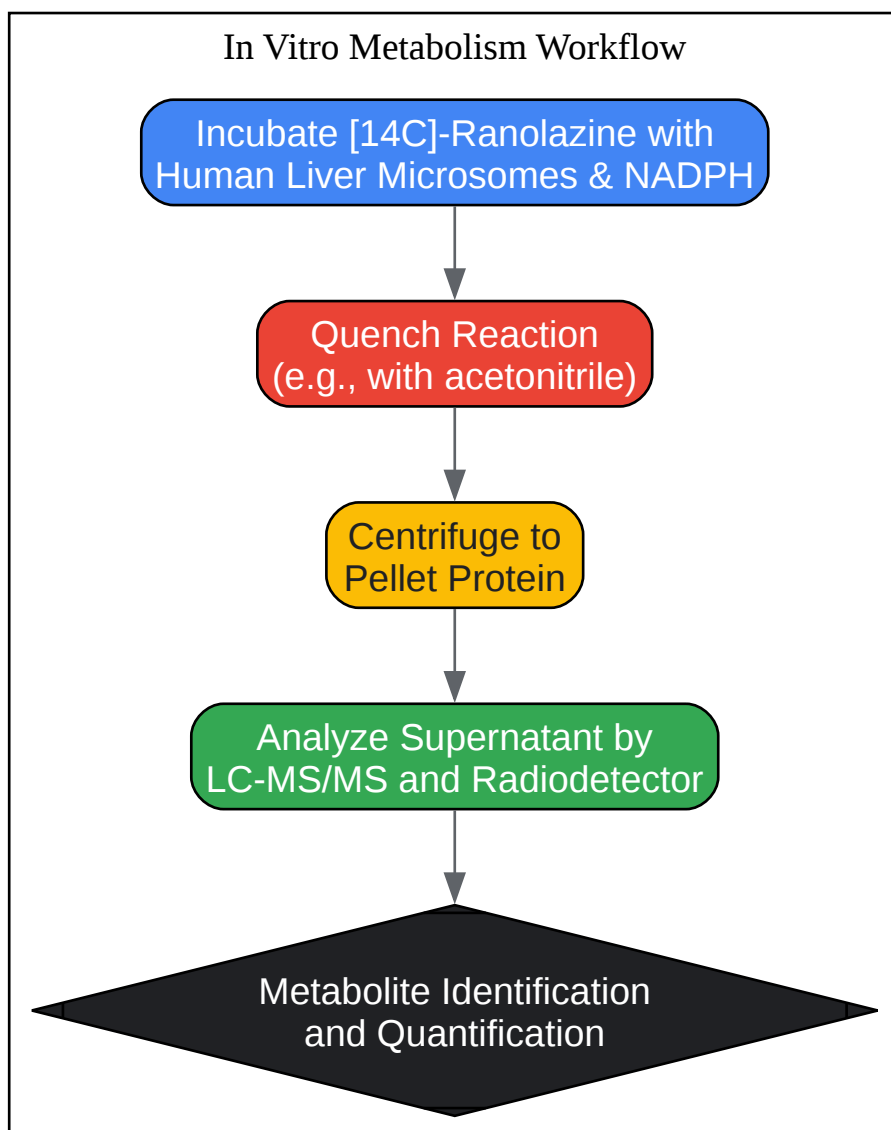 In Vitro Metabolism Workflow
Incubate [14C]-Ranolazine with
Human Liver Microsomes & NADPH
Quench Reaction
(e.g., with acetonitrile)
Centrifuge to
Pellet Protein
Analyze Supernatant by
LC-MS/MS and Radiodetector
Metabolite Identification
and Quantification